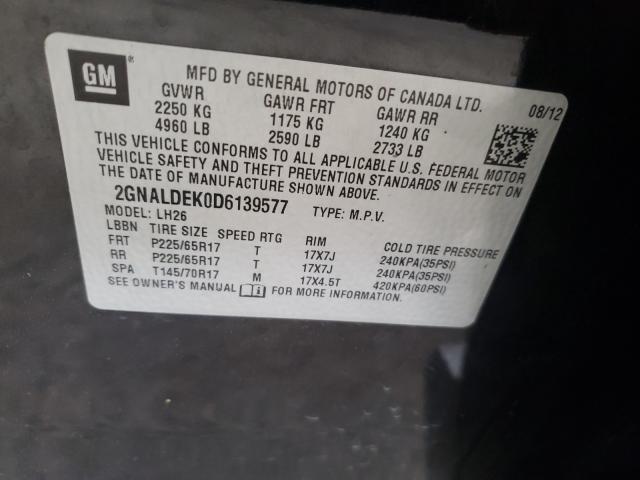 GM®
MFD BY GENERAL MOTORS OF CANADA LTD.
08/12
GVWR GAWR FRT GAWR RR
2250 KG 1175 KG 1240 KG
4960 LB 2590 LB 2733 LB
THIS VEHICLE CONFORMS TO ALL APPLICABLE U.S. FEDERAL MOTOR
VEHICLE SAFETY AND THEFT PREVENTION STANDARDS IN EFFECT ON
THE DATE OF MANUFACTURE SHOWN ABOVE.
2GNALDEK0D6139577 TYPE: M.P.V.
MODEL: LH26
LBBN TIRE SIZE SPEED RTG RIM COLD TIRE PRESSURE
FRT P225/65R17 T 17X7J 240KPA(35PSI)
RR P225/65R17 T 17X7J 240KPA(35PSI)
SPA T145/70R17 M 17X4.5T 420KPA(60PSI)
SEE OWNER'S MANUAL FOR MORE INFORMATION.